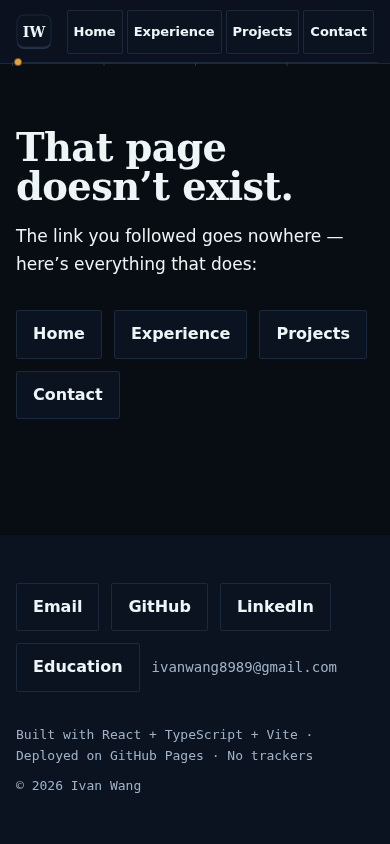 IW Home Experience Projects Contact
That page
doesn’t exist.
The link you followed goes nowhere —
here’s everything that does:
Home Experience Projects
Contact
Email GitHub LinkedIn
Education ivanwang8989@gmail.com
Built with React + TypeScript + Vite ·
Deployed on GitHub Pages · No trackers
© 2026 Ivan Wang